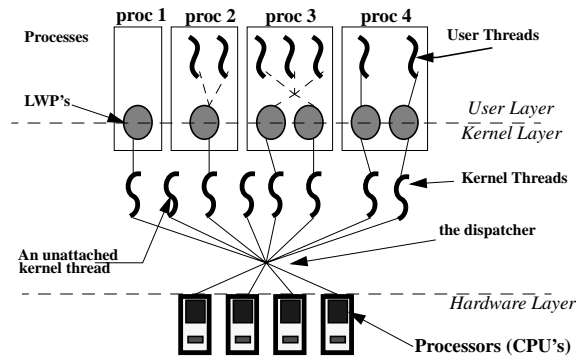 proc 1 proc 2 proc 3 proc 4
Processes
User Threads
LWP's
User Layer
Kernel Layer
Kernel Threads
An unattached
kernel thread
the dispatcher
Hardware Layer
Processors (CPU's)